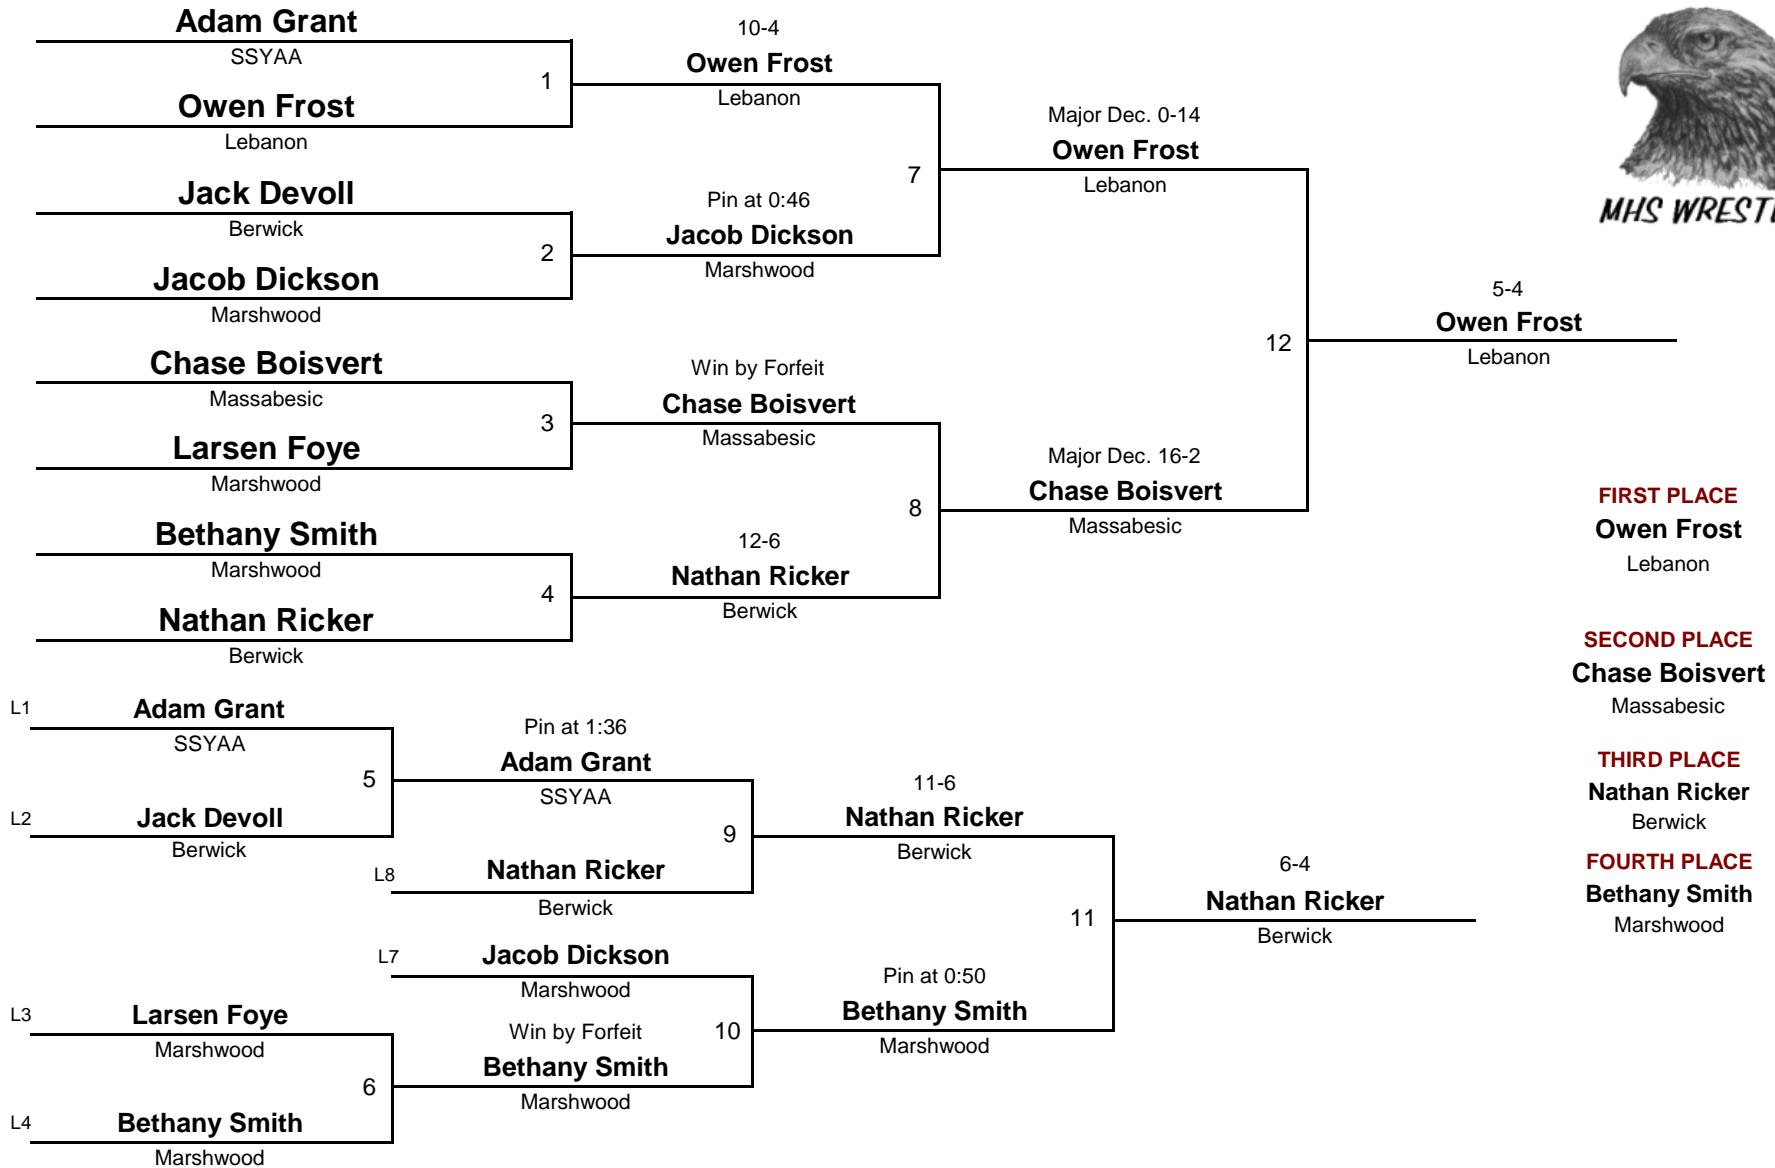 Adam Grant
SSYAA
1
Owen Frost
Lebanon
10-4
Owen Frost
Lebanon
Jack Devoll
Berwick
2
Jacob Dickson
Marshwood
Pin at 0:46
Jacob Dickson
Marshwood
7
Major Dec. 0-14
Owen Frost
Lebanon
Chase Boisvert
Massabesic
3
Larsen Foye
Marshwood
Win by Forfeit
Chase Boisvert
Massabesic
Bethany Smith
Marshwood
4
Nathan Ricker
Berwick
12-6
Nathan Ricker
Berwick
8
Major Dec. 16-2
Chase Boisvert
Massabesic
12
5-4
Owen Frost
Lebanon
MHS WRESTL
FIRST PLACE
Owen Frost
Lebanon
SECOND PLACE
Chase Boisvert
Massabesic
THIRD PLACE
Nathan Ricker
Berwick
FOURTH PLACE
Bethany Smith
Marshwood
L1
Adam Grant
SSYAA
5
L2
Jack Devoll
Berwick
Pin at 1:36
Adam Grant
SSYAA
9
L8
Nathan Ricker
Berwick
11-6
Nathan Ricker
Berwick
L7
Jacob Dickson
Marshwood
10
L3
Larsen Foye
Marshwood
6
L4
Bethany Smith
Marshwood
Win by Forfeit
Bethany Smith
Marshwood
Pin at 0:50
Bethany Smith
Marshwood
11
6-4
Nathan Ricker
Berwick